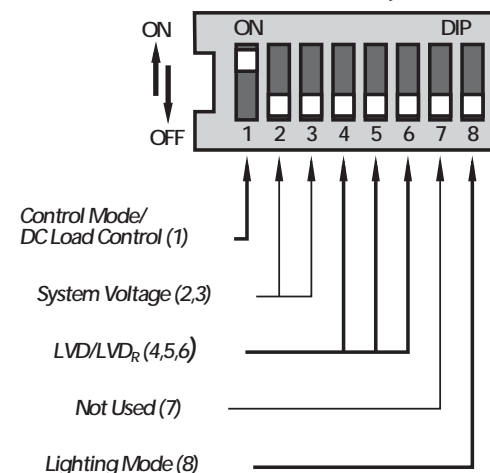 ON
ON DIP
OFF
1 2 3 4 5 6 7 8
Control Mode/
DC Load Control (1)
System Voltage (2,3)
LVD/LVDR (4,5,6)
Not Used (7)
Lighting Mode (8)